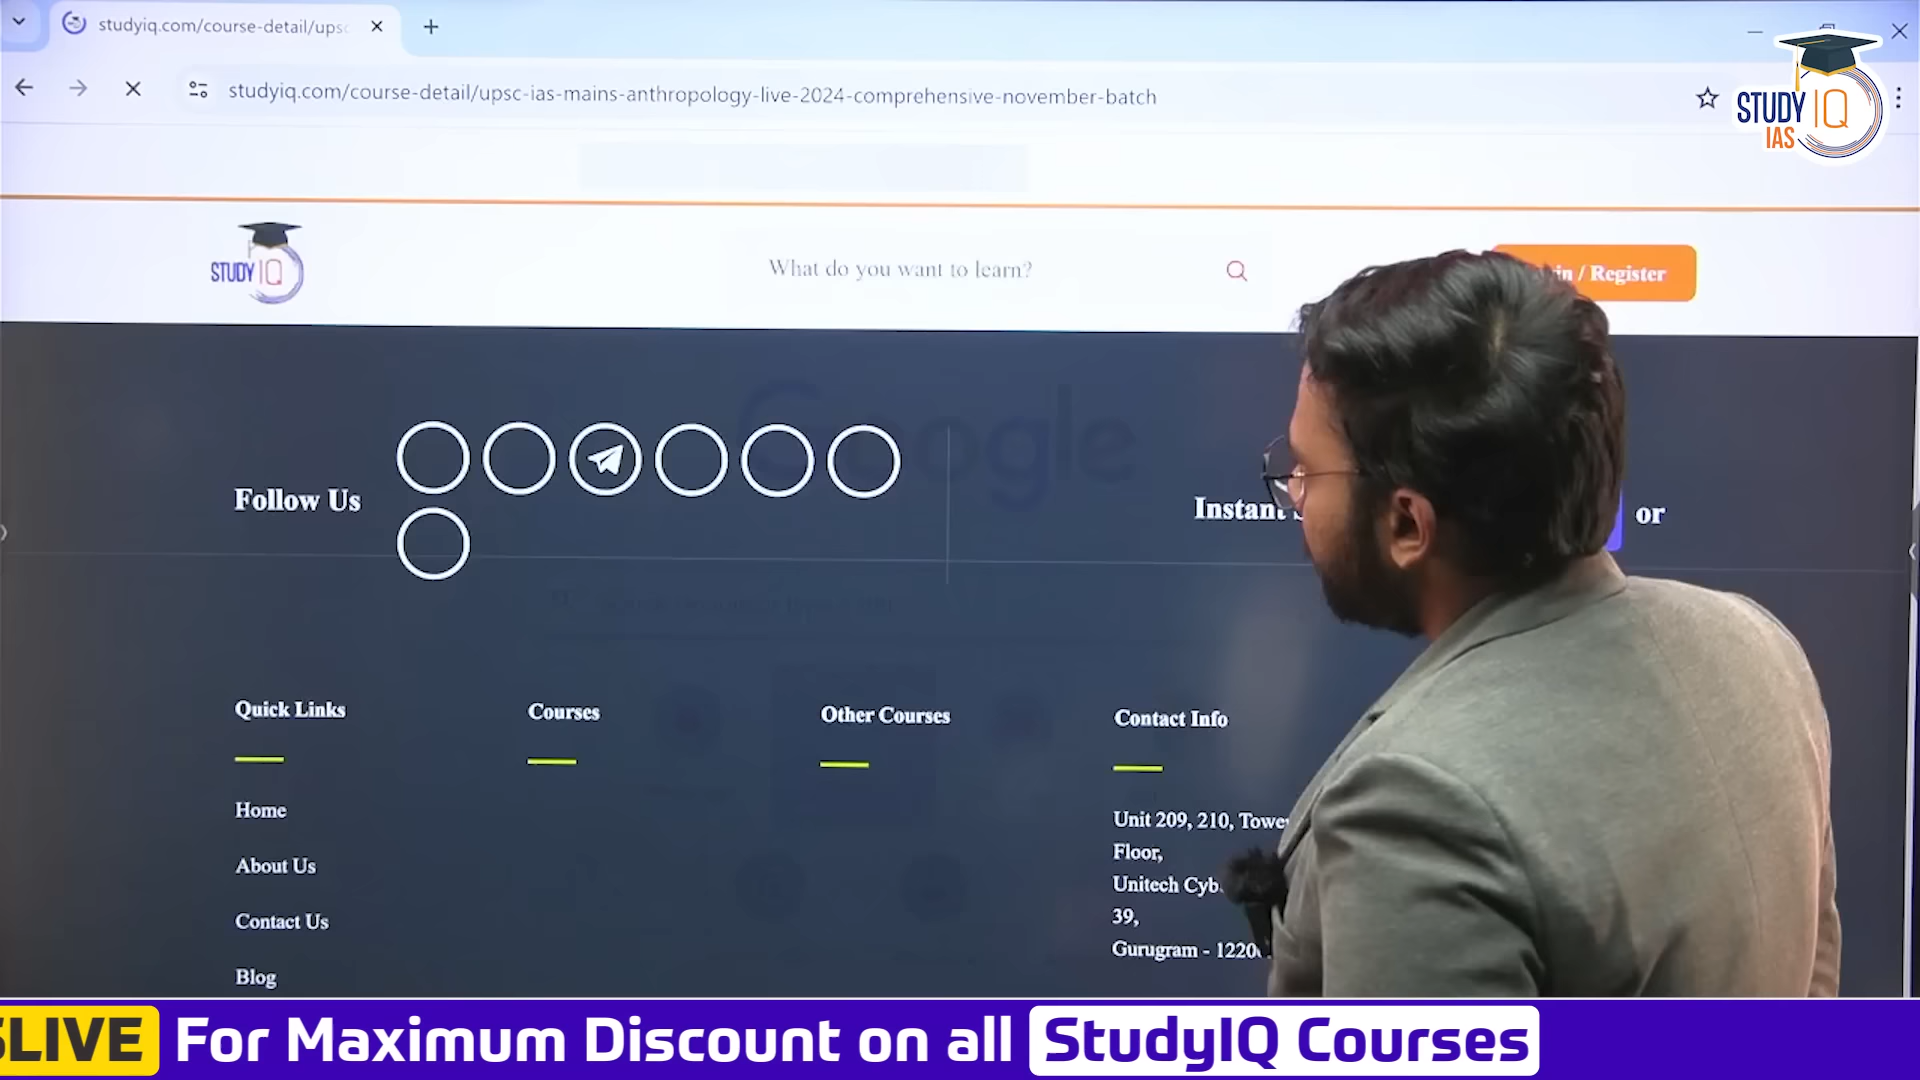 studyiq.com/course-detail/upsc
studyiq.com/course-detail/upsc-ias-mains-anthropology-live-2024-comprehensive-november-batch
STUDY IQ
IAS
STUDY IQ
What do you want to learn?
/ Register
Google
Follow Us
Instant
or
Quick Links
Courses
Other Courses
Contact Info
Home
About Us
Contact Us
Blog
Unit 209, 210, Tower
Floor,
Unitech Cyb
39,
Gurugram - 1220
SLIVE For Maximum Discount on all StudyIQ Courses